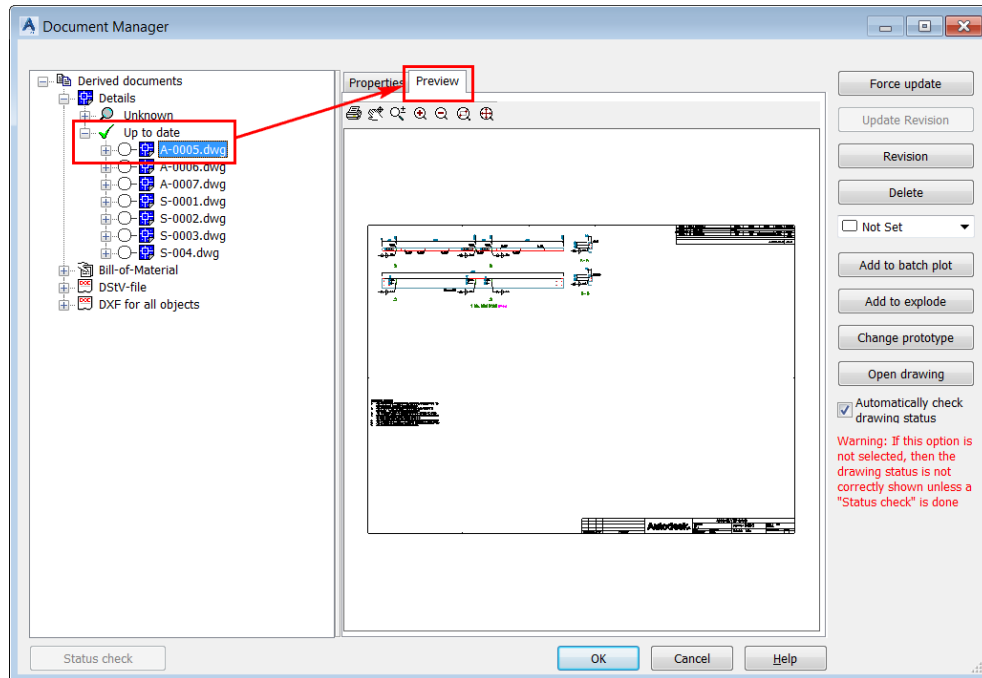 Document Manager
Derived documents
Details
Unknown
Up to date
A-0005.dwg
A-0006.dwg
A-0007.dwg
S-0001.dwg
S-0002.dwg
S-0003.dwg
S-004.dwg
Bill-of-Material
DStV-file
DXF for all objects
Properties
Preview
Autodesk
Force update
Update Revision
Revision
Delete
Not Set
Add to batch plot
Add to explode
Change prototype
Open drawing
Automatically check
drawing status
Warning: If this option is
not selected, then the
drawing status is not
correctly shown unless a
"Status check" is done
Status check
OK
Cancel
Help